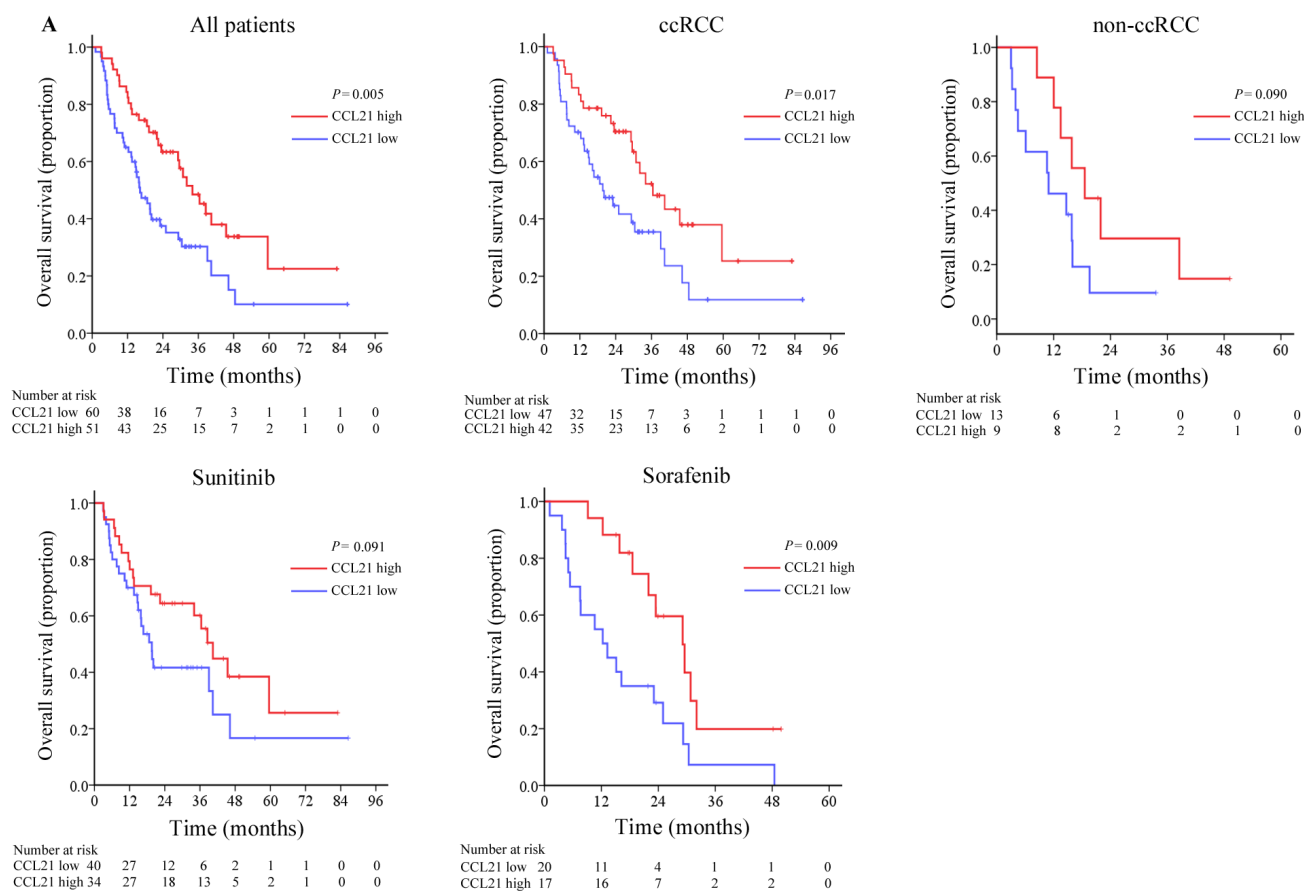 A
All patients
Overall survival (proportion)
1.0
0.8
0.6
0.4
0.2
0.0
P = 0.005
CCL21 high
CCL21 low
0 12 24 36 48 60 72 84 96
Time (months)
Number at risk
CCL21 low 60 38 16 7 3 1 1 1 0
CCL21 high 51 43 25 15 7 2 1 0 0
ccRCC
Overall survival (proportion)
1.0
0.8
0.6
0.4
0.2
0.0
P = 0.017
CCL21 high
CCL21 low
0 12 24 36 48 60 72 84 96
Time (months)
Number at risk
CCL21 low 47 32 15 7 3 1 1 1 0
CCL21 high 42 35 23 13 6 2 1 0 0
non-ccRCC
Overall survival (proportion)
1.0
0.8
0.6
0.4
0.2
0.0
P = 0.090
CCL21 high
CCL21 low
0 12 24 36 48 60
Time (months)
Number at risk
CCL21 low 13 6 1 0 0 0
CCL21 high 9 8 2 2 1 0
Sunitinib
Overall survival (proportion)
1.0
0.8
0.6
0.4
0.2
0.0
P = 0.091
CCL21 high
CCL21 low
0 12 24 36 48 60 72 84 96
Time (months)
Number at risk
CCL21 low 40 27 12 6 2 1 1 0 0
CCL21 high 34 27 18 13 5 2 1 0 0
Sorafenib
Overall survival (proportion)
1.0
0.8
0.6
0.4
0.2
0.0
P = 0.009
CCL21 high
CCL21 low
0 12 24 36 48 60
Time (months)
Number at risk
CCL21 low 20 11 4 1 1 0
CCL21 high 17 16 7 2 2 0